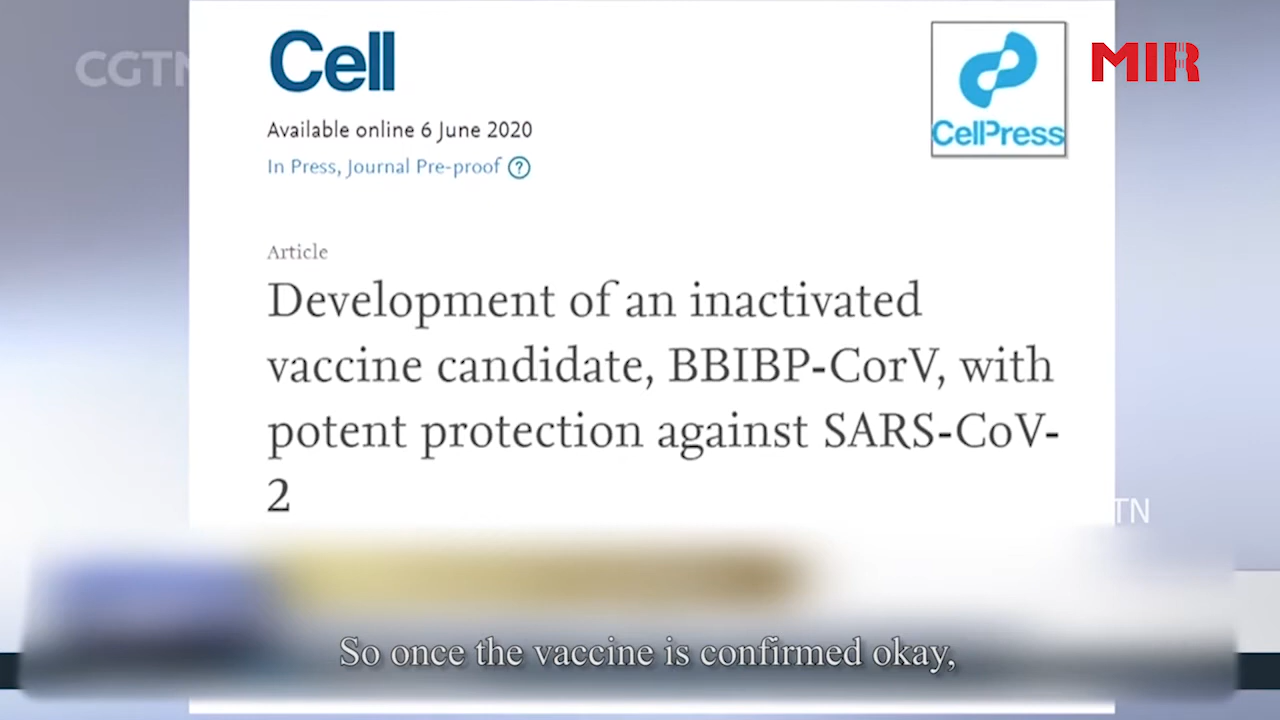 CGTN
Cell
CellPress
MIR
Available online 6 June 2020
In Press, Journal Pre-proof ?
Article
Development of an inactivated
vaccine candidate, BBIBP-CorV, with
potent protection against SARS-CoV-
2
TN
So once the vaccine is confirmed okay,